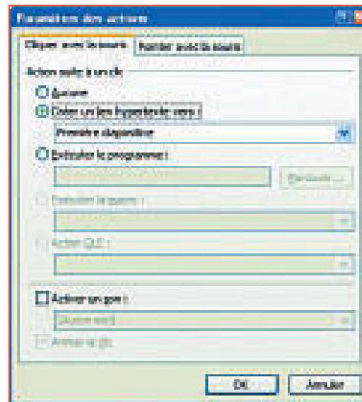 Paramètres des actions
Cliquer avec la souris
Pointer avec la souris
Action suite à un clic
Aucune
Créer un lien hypertexte vers :
Première diapositive
Exécuter le programme :
Parcourir...
Exécuter la macro :
Action OLE :
Activer un son :
[Aucun son]
Animer le clic
OK
Annuler